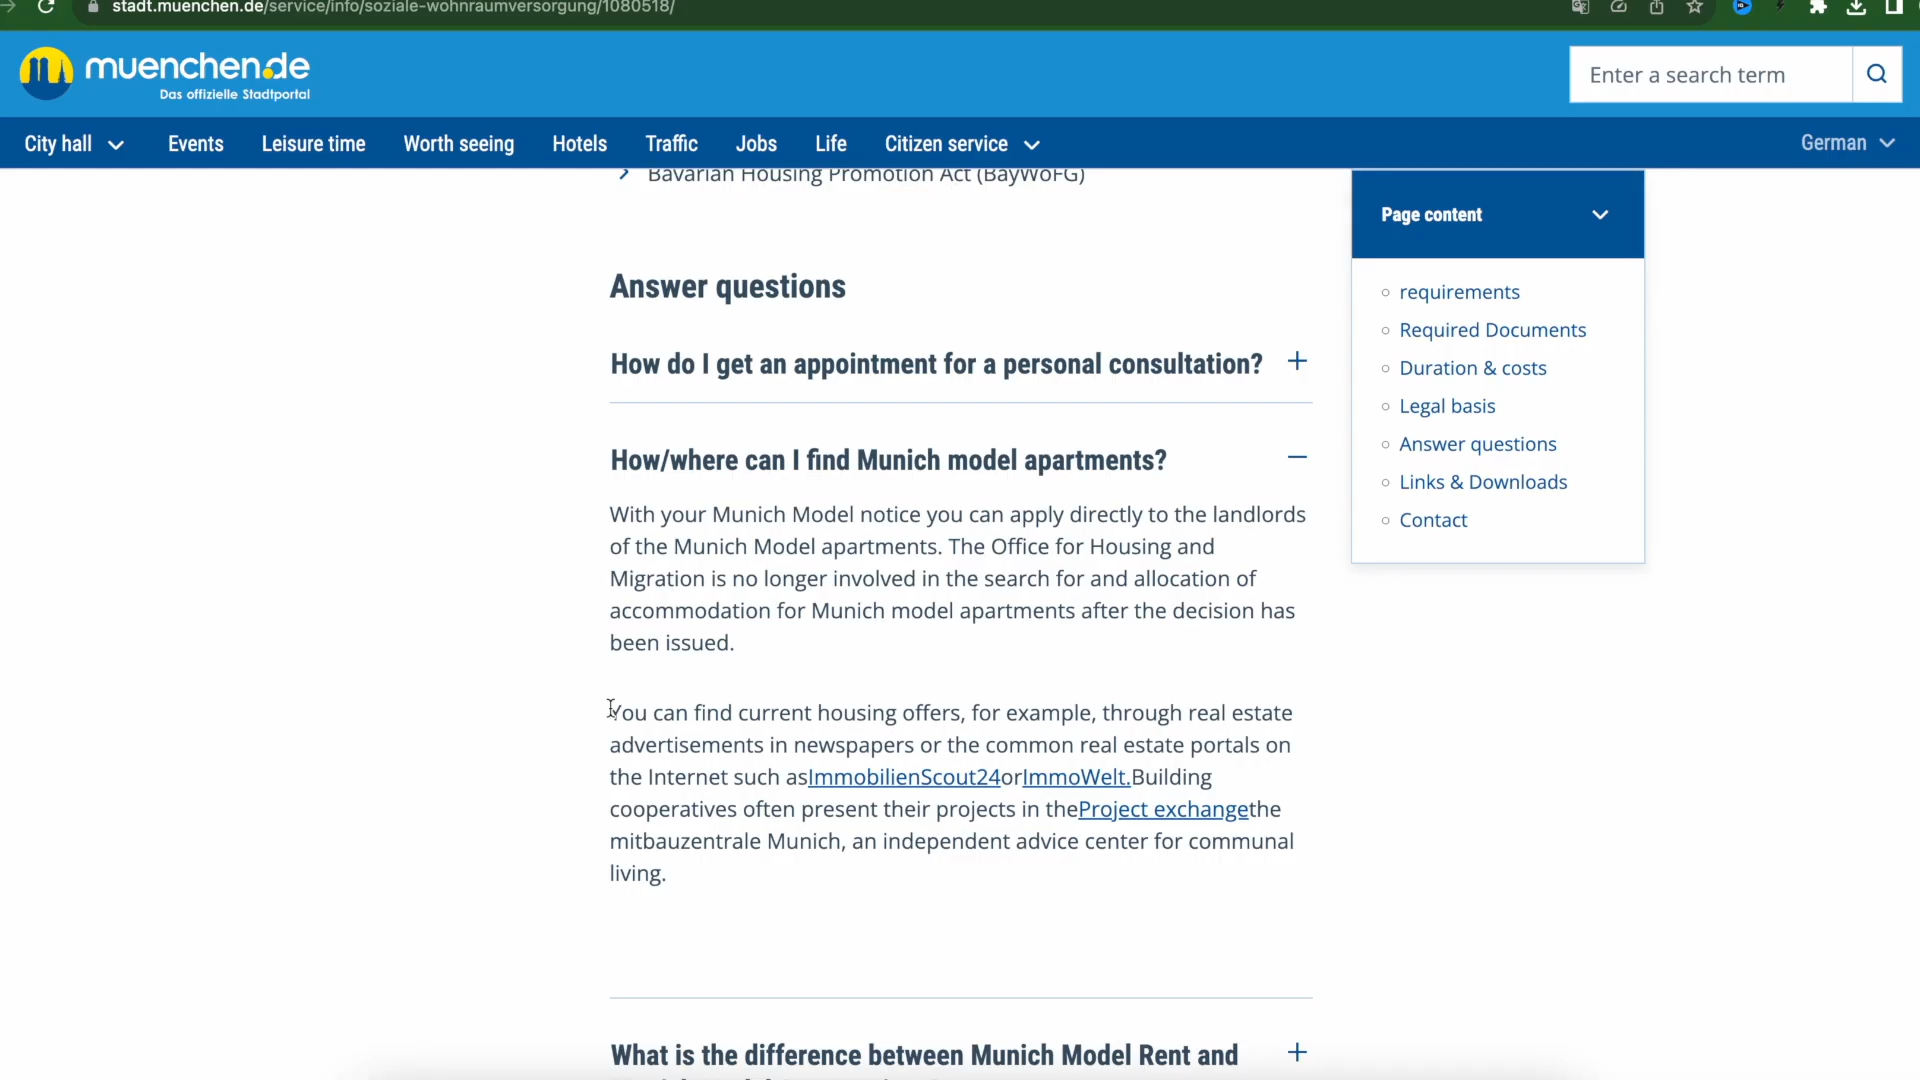 stadt.muenchen.de/service/info/soziale-wohnraumversorgung/1080518/
muenchen.de
Das offizielle Stadtportal
Enter a search term
City hall Events Leisure time Worth seeing Hotels Traffic Jobs Life Citizen service German
Bavarian Housing Promotion Act (BayWoFG)
Page content
requirements
Required Documents
Duration & costs
Legal basis
Answer questions
Links & Downloads
Contact
Answer questions
How do I get an appointment for a personal consultation?
How/where can I find Munich model apartments?
With your Munich Model notice you can apply directly to the landlords
of the Munich Model apartments. The Office for Housing and
Migration is no longer involved in the search for and allocation of
accommodation for Munich model apartments after the decision has
been issued.
You can find current housing offers, for example, through real estate
advertisements in newspapers or the common real estate portals on
the Internet such asImmobilienScout24orImmoWelt.Building
cooperatives often present their projects in theProject exchangethe
mitbauzentrale Munich, an independent advice center for communal
living.
What is the difference between Munich Model Rent and